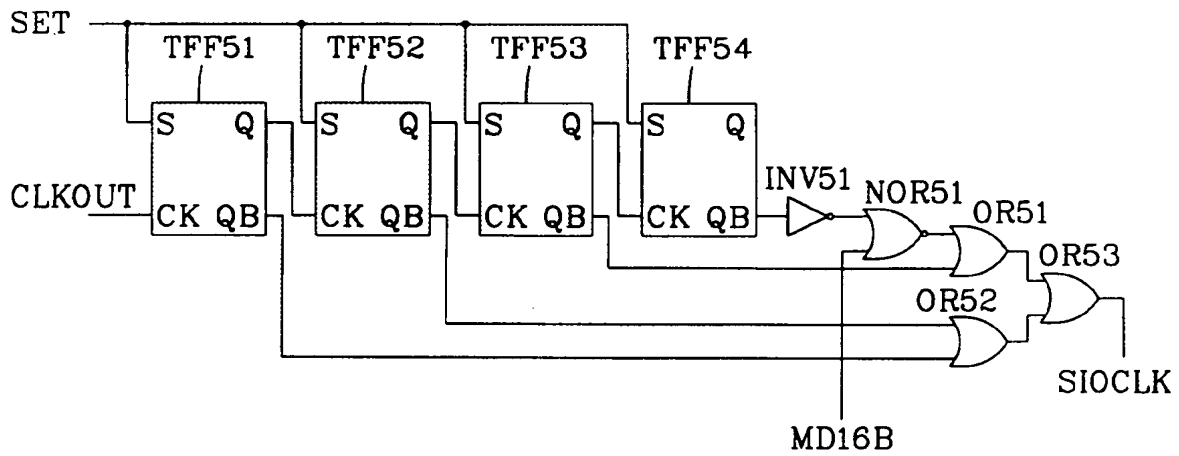 SET
TFF51 TFF52 TFF53 TFF54
S Q S Q S Q S Q
CLKOUT
CK QB CK QB CK QB CK QB
INV51
NOR51
OR51
OR53
OR52
SIOCLK
MD16B